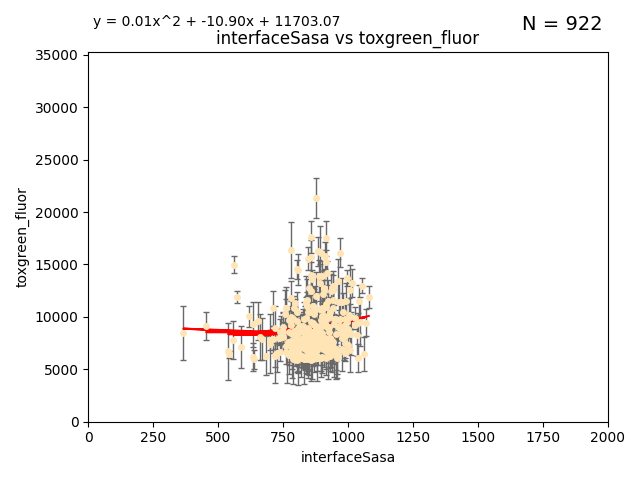 y = 0.01x^2 + -10.90x + 11703.07
N = 922
interfaceSasa vs toxgreen_fluor
35000
30000
25000
20000
15000
10000
5000
0
toxgreen_fluor
0 250 500 750 1000 1250 1500 1750 2000
interfaceSasa